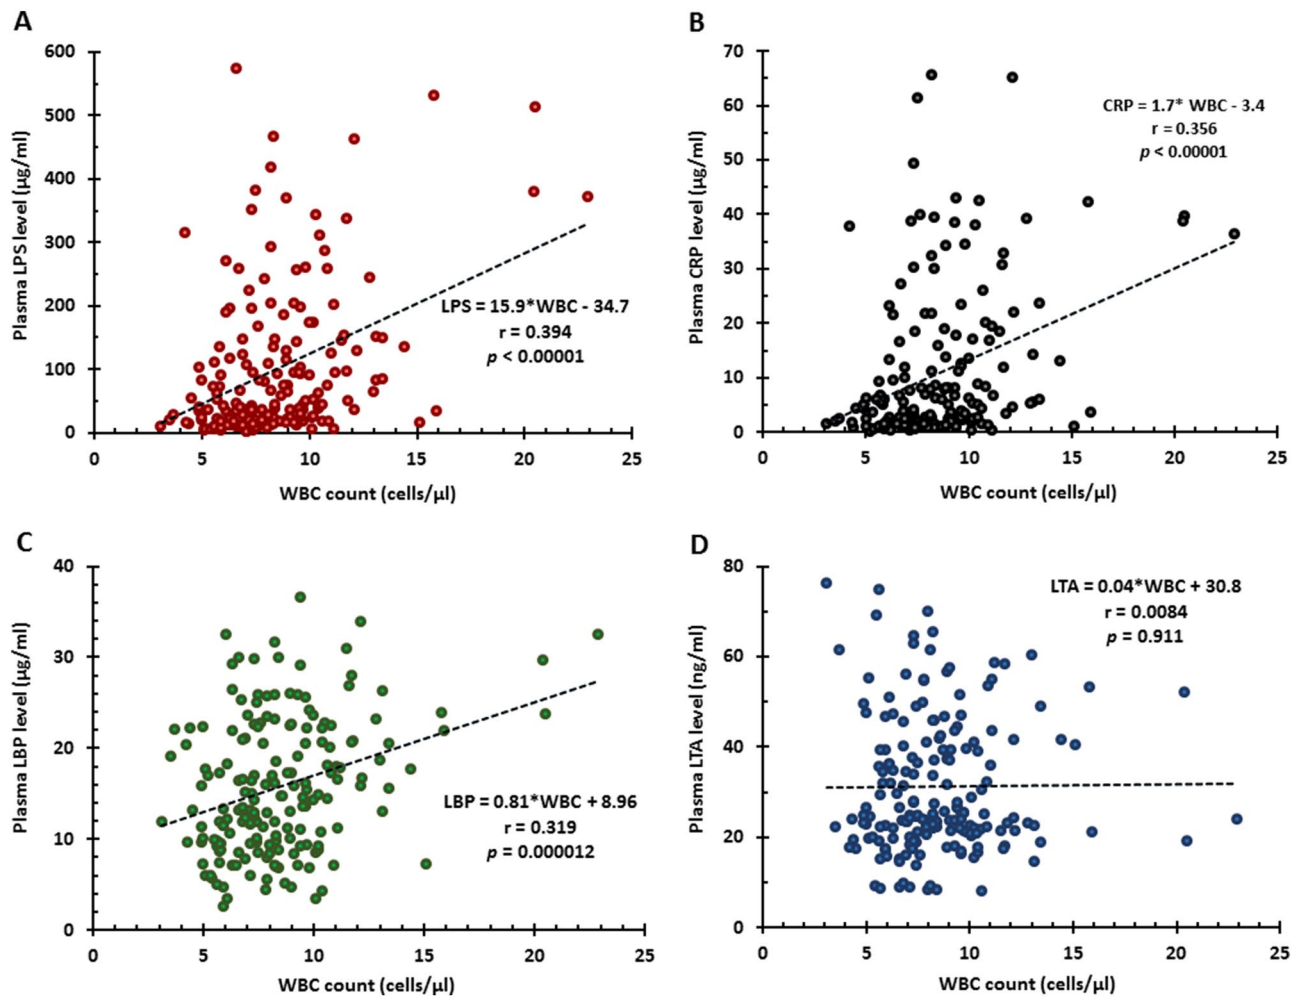 A
Plasma LPS level (μg/ml)
600
500
400
300
200
100
0
LPS = 15.9*WBC - 34.7
r = 0.394
p < 0.00001
0 5 10 15 20 25
WBC count (cells/μl)
B
Plasma CRP level (μg/ml)
70
60
50
40
30
20
10
0
CRP = 1.7* WBC - 3.4
r = 0.356
p < 0.00001
0 5 10 15 20 25
WBC count (cells/μl)
C
Plasma LBP level (μg/ml)
40
30
20
10
0
LBP = 0.81*WBC + 8.96
r = 0.319
p = 0.000012
0 5 10 15 20 25
WBC count (cells/μl)
D
Plasma LTA level (ng/ml)
80
60
40
20
0
LTA = 0.04*WBC + 30.8
r = 0.0084
p = 0.911
0 5 10 15 20 25
WBC count (cells/μl)